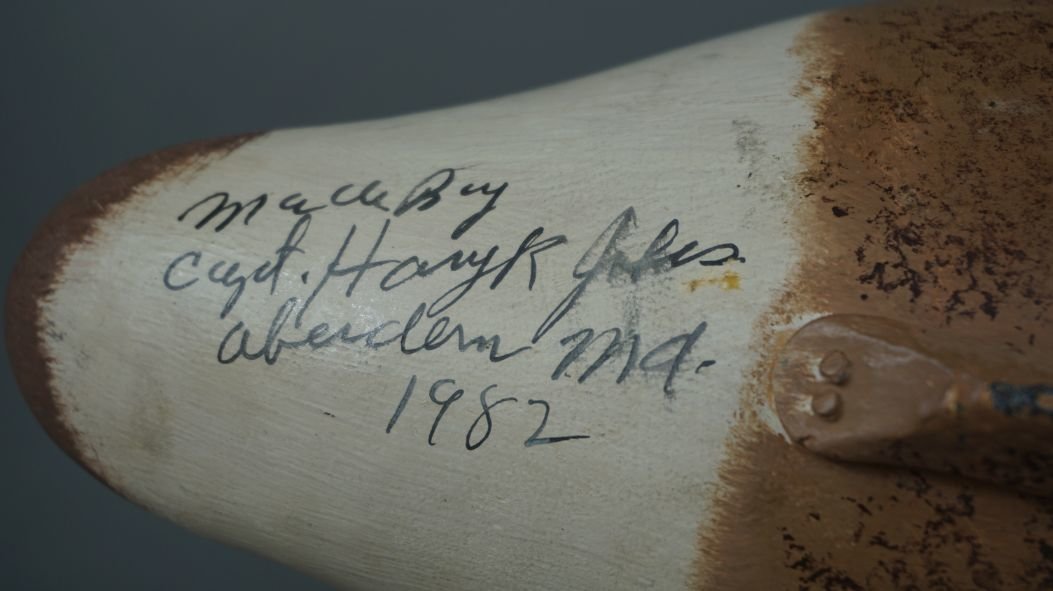 Made By
Capt. Harry R Jobes
Aberdeen Md.
1982